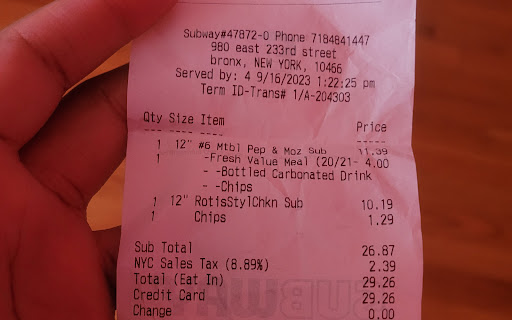 Subway#47872-0 Phone 7184841447
980 east 233rd street
bronx, NEW YORK, 10466
Served by: 4 9/16/2023 1:22:25 pm
Term ID-Trans# 1/A-204303
Qty Size Item Price
--- ---- ---- -----
1 12" #6 Mtbl Pep & Moz Sub 11.39
1 -Fresh Value Meal (20/21- 4.00
- -Bottled Carbonated Drink
- -Chips
1 12" RotisStylChkn Sub 10.19
1 Chips 1.29
Sub Total 26.87
NYC Sales Tax (8.89%) 2.39
Total (Eat In) 29.26
Credit Card 29.26
Change 0.00